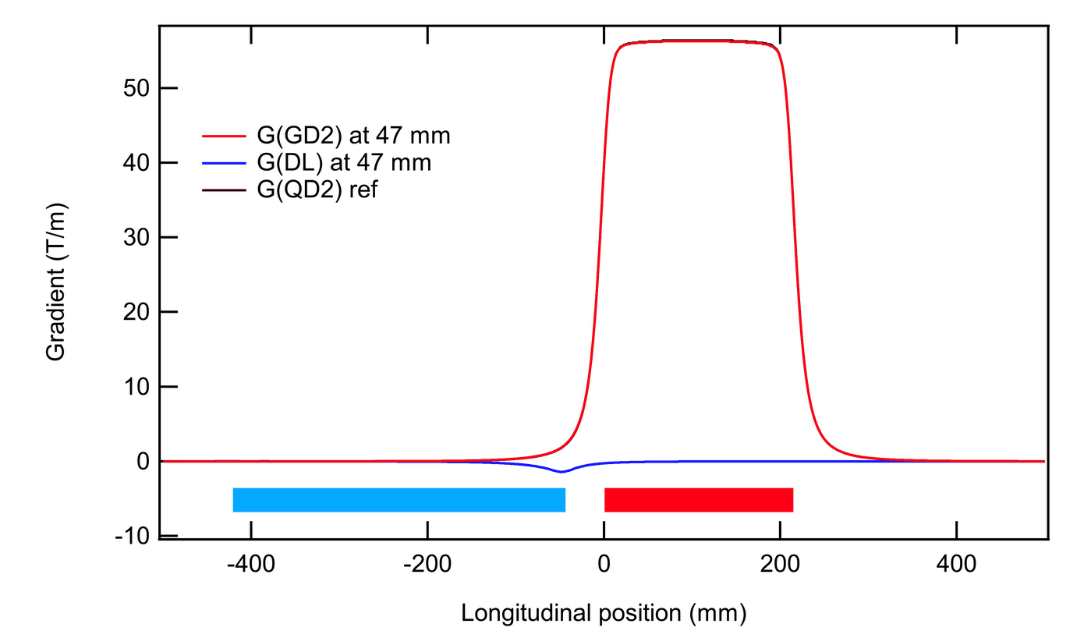 50
40
30
20
10
0
-10
Gradient (T/m)
G(GD2) at 47 mm
G(DL) at 47 mm
G(QD2) ref
-400
-200
0
200
400
Longitudinal position (mm)